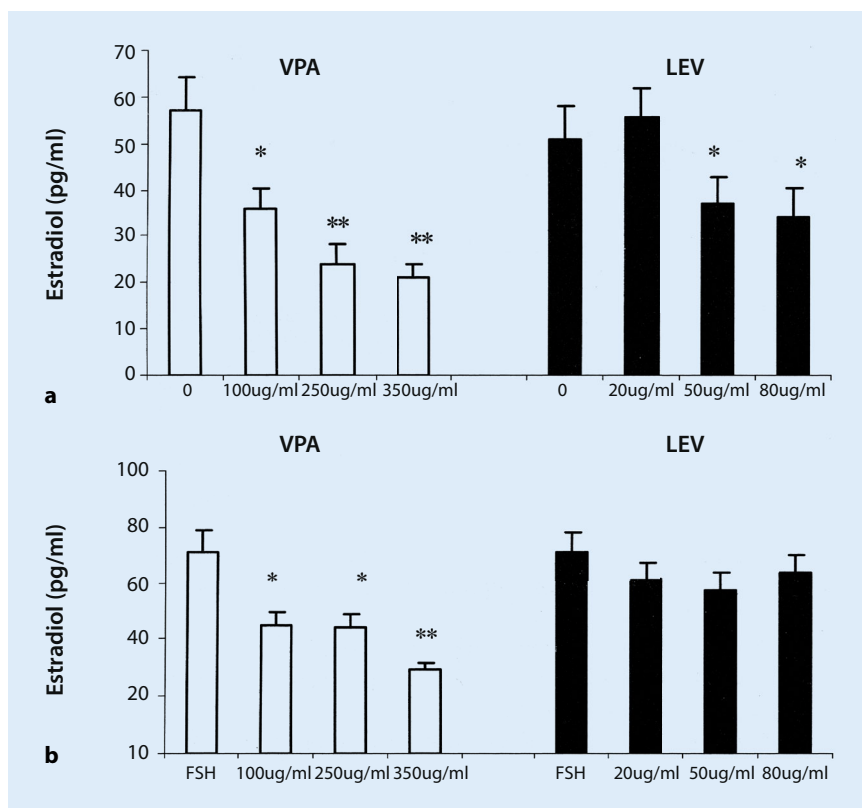 VPA LEV
Estradiol (pg/ml)
70
60
50
40
30
20
10
0
* ** ** * *
0 100ug/ml 250ug/ml 350ug/ml 0 20ug/ml 50ug/ml 80ug/ml
a
VPA LEV
Estradiol (pg/ml)
100
80
60
40
20
10
* * **
FSH 100ug/ml 250ug/ml 350ug/ml FSH 20ug/ml 50ug/ml 80ug/ml
b